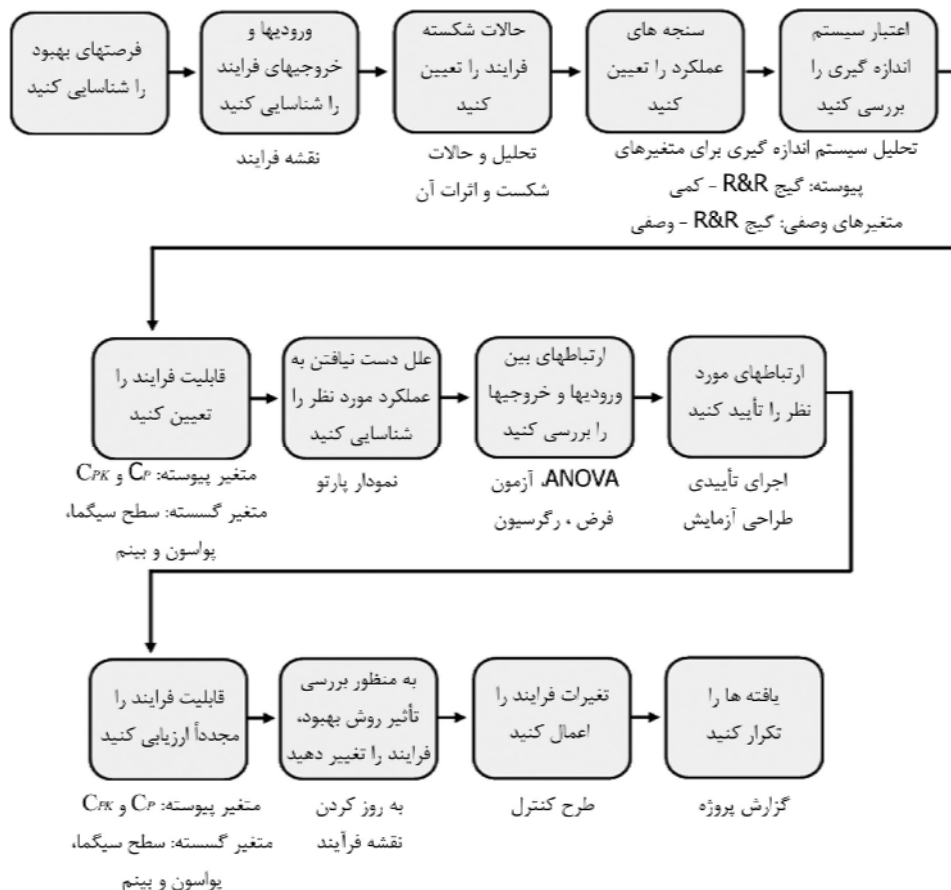 فرصتهای بهبود
را شناسایی کنید
ورودیها و
خروجیهای فرایند
را شناسایی کنید
نقشه فرایند
حالات شکسته
فرایند را تعیین
کنید
تحلیل و حالات
شکست و اثرات آن
سنجه های
عملکرد را تعیین
کنید
اعتبار سیستم
اندازه گیری را
بررسی کنید
تحلیل سیستم اندازه گیری برای متغیرهای
پیوسته: گیج R&R - کمی
متغیرهای وصفی: گیج R&R - وصفی
قابلیت فرایند را
تعیین کنید
متغیر پیوسته: CP و CPK
متغیر گسسته: سطح سیگما،
پواسون و بینم
علل دست نیافتن به
عملکرد مورد نظر را
شناسایی کنید
نمودار پارتو
ارتباطهای بین
ورودیها و خروجیها
را بررسی کنید
ANOVA، آزمون
فرض ، رگرسیون
ارتباطهای مورد
نظر را تأیید کنید
اجرای تأییدی
طراحی آزمایش
قابلیت فرایند را
مجدداً ارزیابی کنید
متغیر پیوسته: CP و CPK
متغیر گسسته: سطح سیگما،
پواسون و بینم
به منظور بررسی
تأثیر روش بهبود،
فرایند را تغییر دهید
به روز کردن
نقشه فرآیند
تغیرات فرایند را
اعمال کنید
طرح کنترل
یافته ها را
تکرار کنید
گزارش پروژه